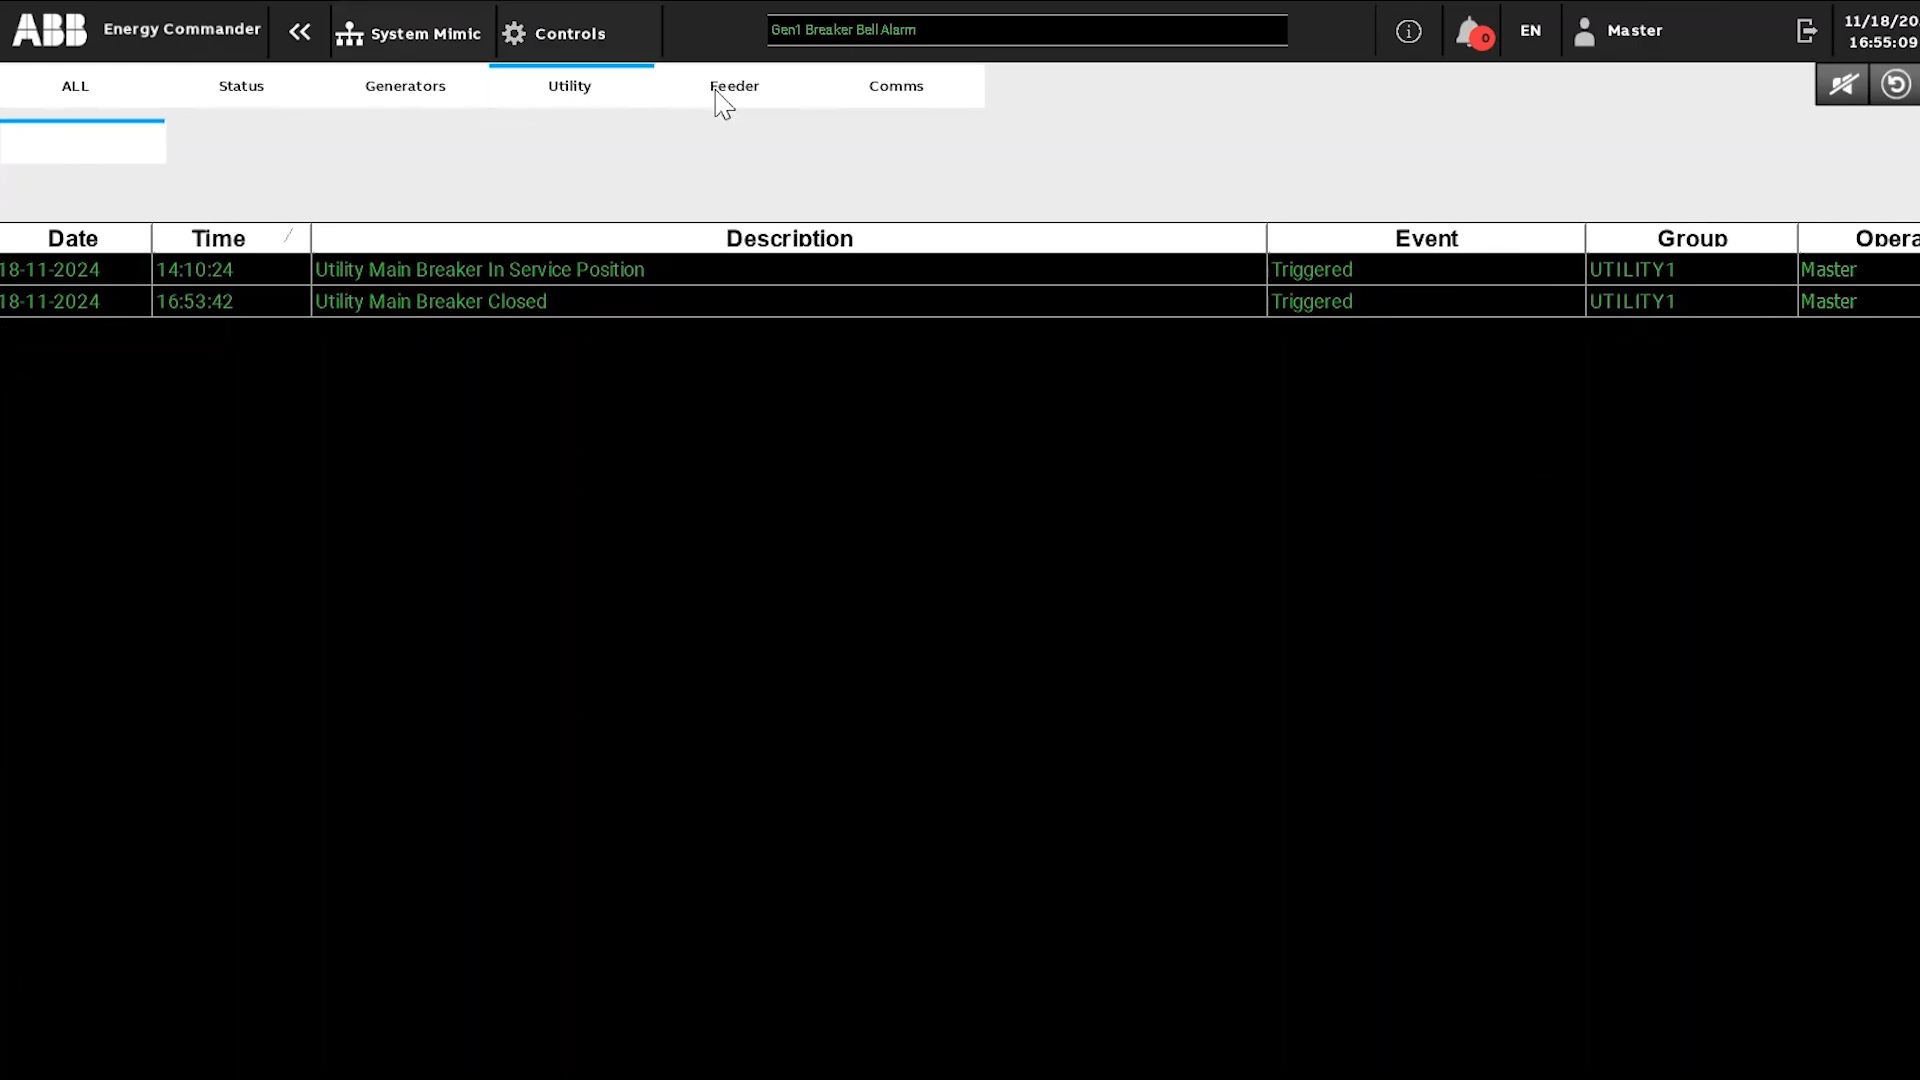 ABB Energy Commander System Mimic Controls Gen1 Breaker Bell Alarm 0 EN Master 11/18/20
16:55:09
ALL Status Generators Utility Feeder Comms
Date Time Description Event Group Opera
18-11-2024 14:10:24 Utility Main Breaker In Service Position Triggered UTILITY1 Master
18-11-2024 16:53:42 Utility Main Breaker Closed Triggered UTILITY1 Master